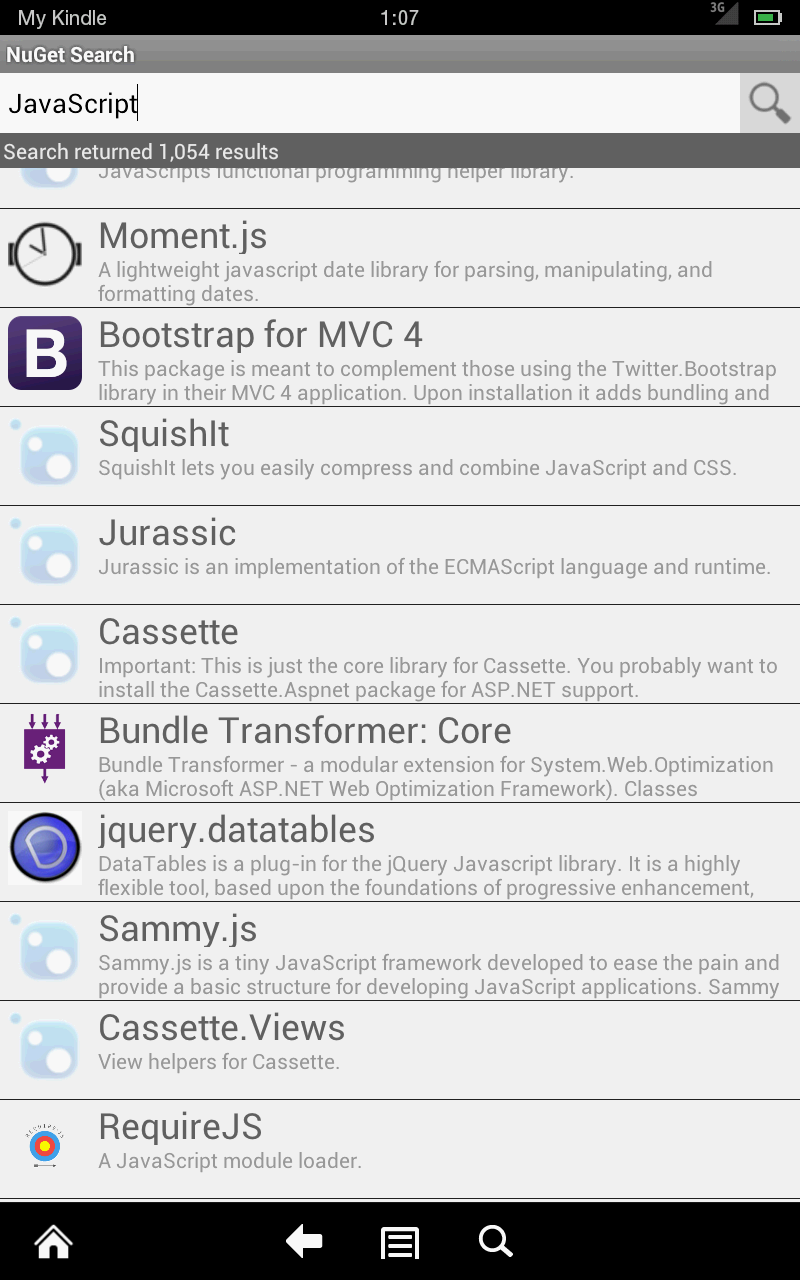 My Kindle
1:07
3G
NuGet Search
JavaScript
Search returned 1,054 results
JavaScripts functional programming helper library.
Moment.js
A lightweight javascript date library for parsing, manipulating, and
formatting dates.
B
Bootstrap for MVC 4
This package is meant to complement those using the Twitter.Bootstrap
library in their MVC 4 application. Upon installation it adds bundling and
SquishIt
SquishIt lets you easily compress and combine JavaScript and CSS.
Jurassic
Jurassic is an implementation of the ECMAScript language and runtime.
Cassette
Important: This is just the core library for Cassette. You probably want to
install the Cassette.Aspnet package for ASP.NET support.
Bundle Transformer: Core
Bundle Transformer - a modular extension for System.Web.Optimization
(aka Microsoft ASP.NET Web Optimization Framework). Classes
jquery.datatables
DataTables is a plug-in for the jQuery Javascript library. It is a highly
flexible tool, based upon the foundations of progressive enhancement,
Sammy.js
Sammy.js is a tiny JavaScript framework developed to ease the pain and
provide a basic structure for developing JavaScript applications. Sammy
Cassette.Views
View helpers for Cassette.
REQUIREJS
RequireJS
A JavaScript module loader.